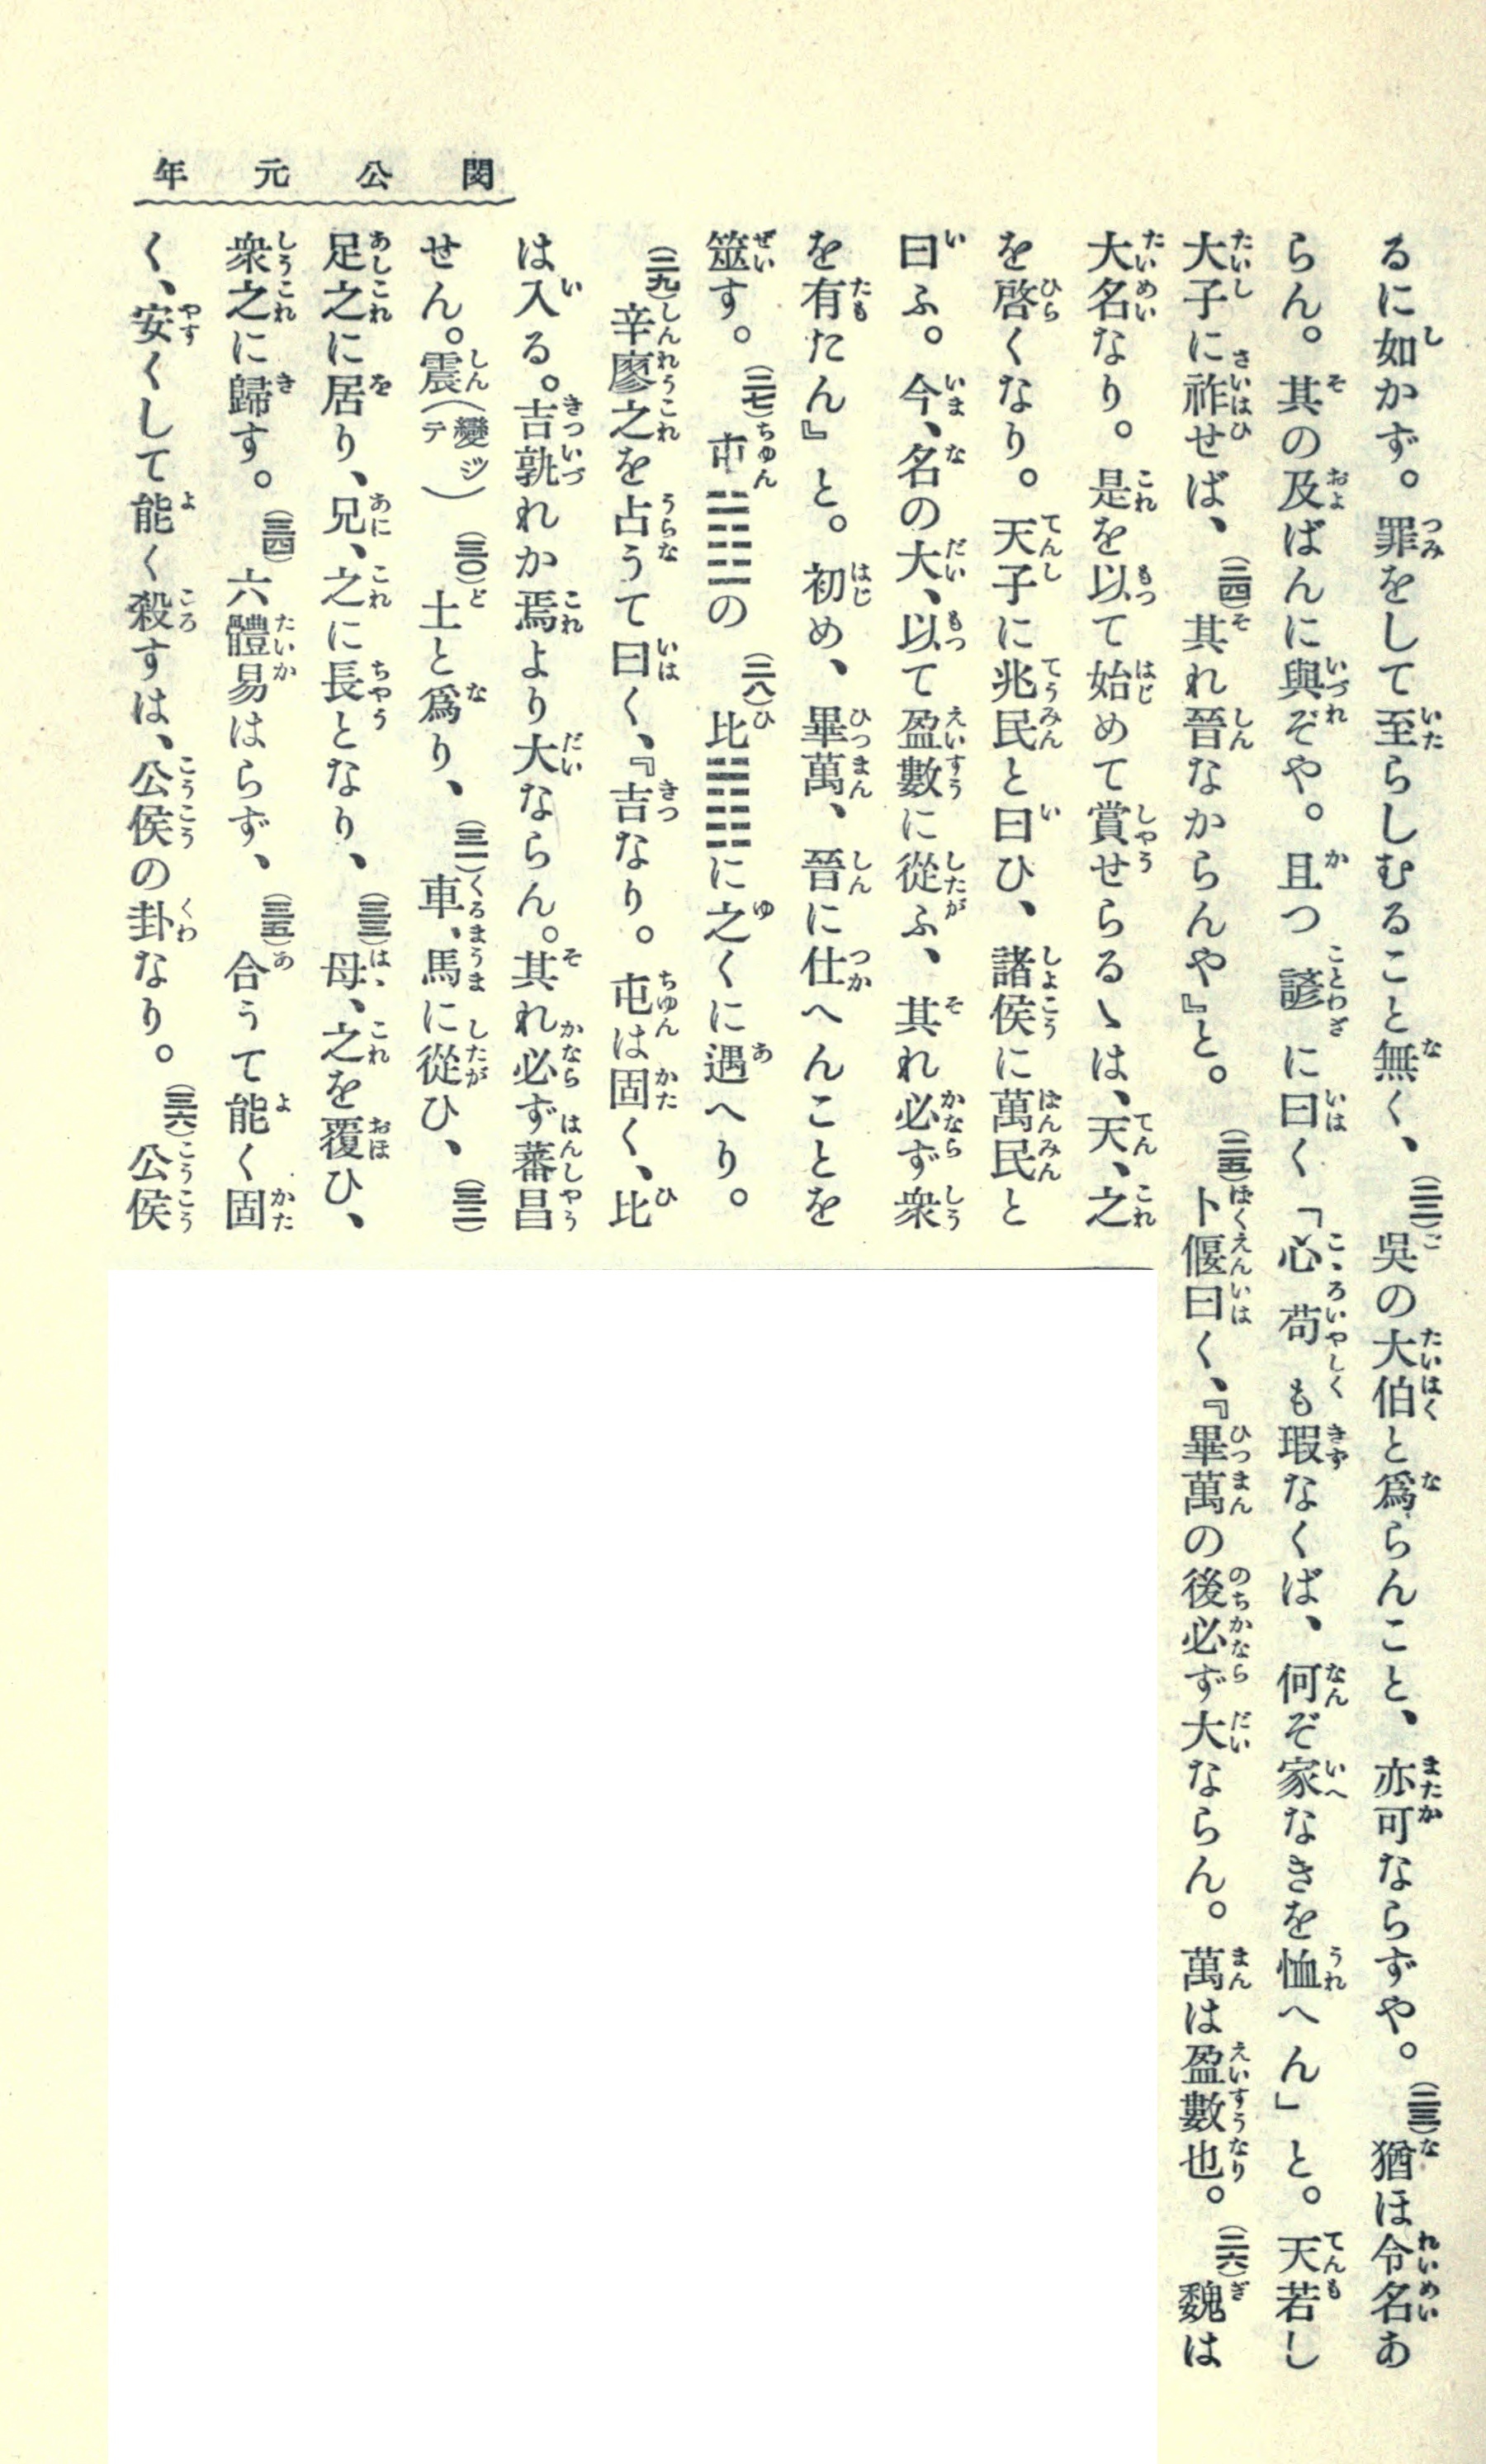 閔公元年
るに如かず。罪をして至らしむること無く、(二二)吳の大伯と爲らんこと、亦可ならずや。(二三)猶ほ令名あ
らん。其の及ばんに與ぞや。且つ諺に曰く「心苟も瑕なくば、何ぞ家なきを恤へん」と。天若し
大子に祚せば、(二四)其れ晉なからんや』と。(二五)卜偃曰く、『畢萬の後必ず大ならん。萬は盈數也。(二六)魏は
大名なり。是を以て始めて賞せらるゝは、天、之
を啓くなり。天子に兆民と曰ひ、諸侯に萬民と
曰ふ。今、名の大、以て盈數に從ふ、其れ必ず衆
を有たん』と。初め、畢萬、晉に仕へんことを
筮す。(二七)屯䷂の(二八)比䷇に之くに遇へり。
(二九)辛廖之を占うて曰く、『吉なり。屯は固く、比
は入る。吉孰れか焉より大ならん。其れ必ず蕃昌
せん。震(變ジテ)(三〇)土と爲り、(三一)車、馬に從ひ、(三二)
足之に居り、兄、之に長となり、(三三)母、之を覆ひ、
衆之に歸す。(三四)六體易はらず、(三五)合うて能く固
く、安くして能く殺すは、公侯の卦なり。(三六)公侯